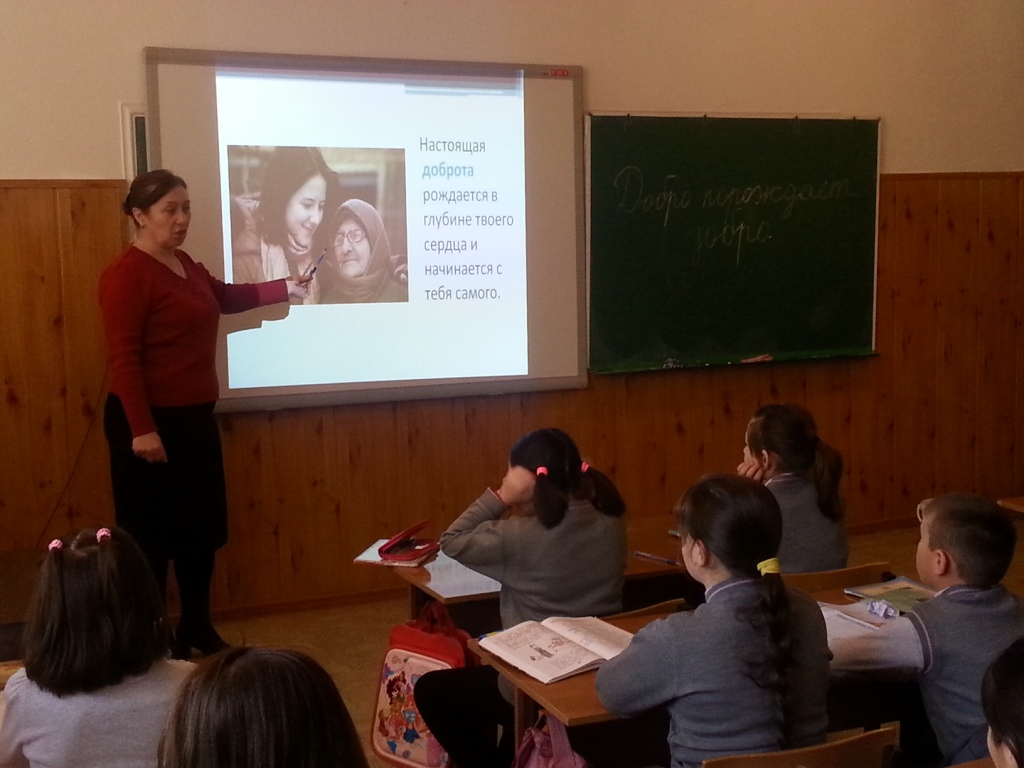 Настоящая
доброта
рождается в
глубине твоего
сердца и
начинается с
тебя самого.
Добро порождает
добро.